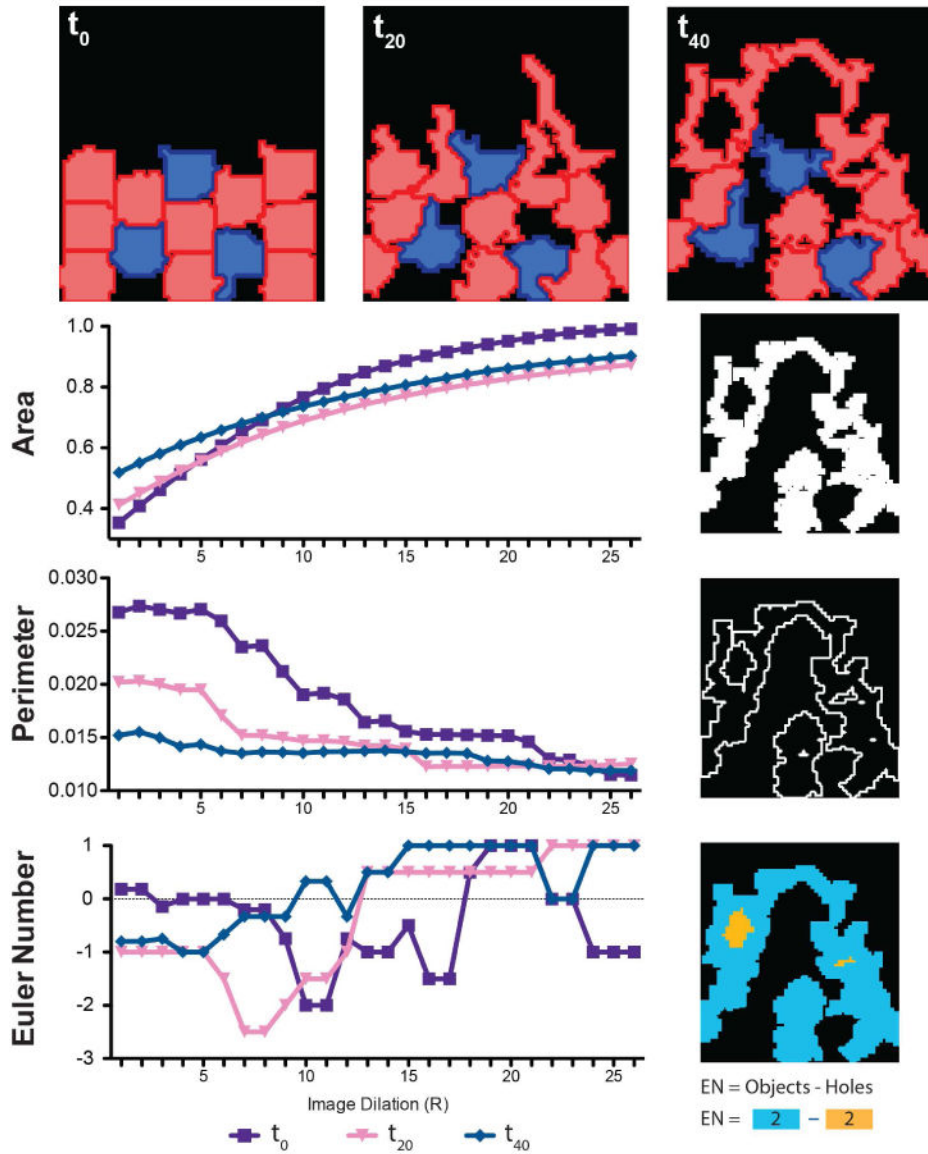 t0 t20 t40
Area
1.0
0.8
0.6
0.4
5 10 15 20 25
Perimeter
0.030
0.025
0.020
0.015
0.010
5 10 15 20 25
Euler Number
1
0
-1
-2
-3
5 10 15 20 25
Image Dilation (R)
t0 t20 t40
EN = Objects - Holes
EN = 2 – 2